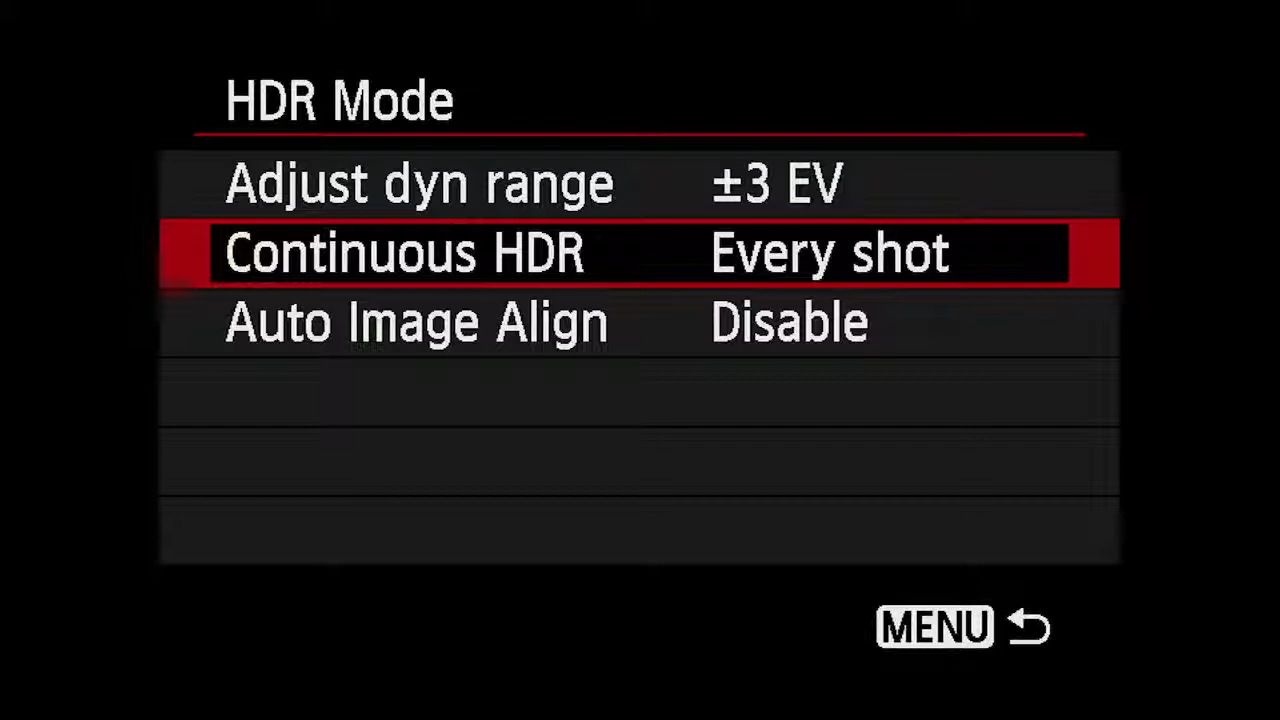 HDR Mode
Adjust dyn range ±3 EV
Continuous HDR Every shot
Auto Image Align Disable
MENU